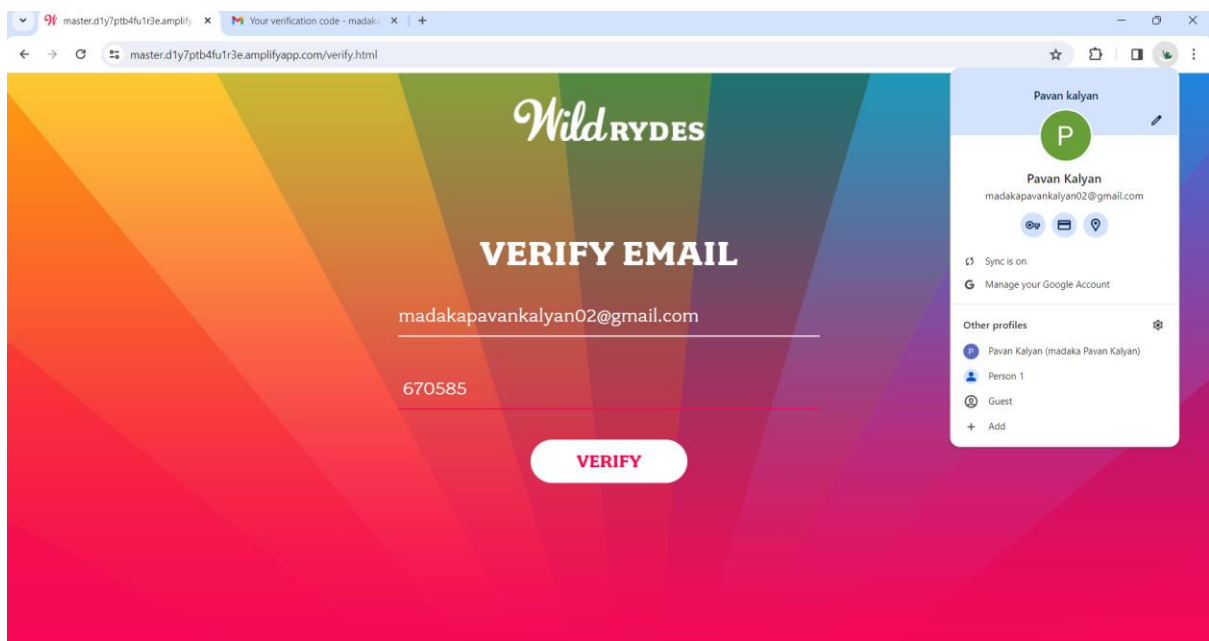 master.d1y7ptb4fu1r3e.amplify
Your verification code - madaka
master.d1y7ptb4fu1r3e.amplifyapp.com/verify.html
Wild RYDES
VERIFY EMAIL
madakapavankalyan02@gmail.com
670585
VERIFY
Pavan kalyan
P
Pavan Kalyan
madakapavankalyan02@gmail.com
Sync is on
G Manage your Google Account
Other profiles
P Pavan Kalyan (madaka Pavan Kalyan)
Person 1
Guest
+ Add